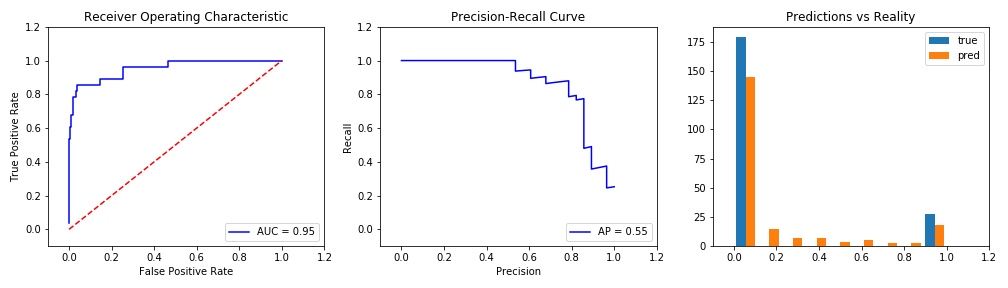 Receiver Operating Characteristic
1.2
1.0
0.8
0.6
0.4
0.2
0.0
True Positive Rate
0.0 0.2 0.4 0.6 0.8 1.0 1.2
False Positive Rate
AUC = 0.95
Precision-Recall Curve
1.2
1.0
0.8
0.6
0.4
0.2
0.0
Recall
0.0 0.2 0.4 0.6 0.8 1.0 1.2
Precision
AP = 0.55
Predictions vs Reality
175
150
125
100
75
50
25
0
0.0 0.2 0.4 0.6 0.8 1.0 1.2
true
pred